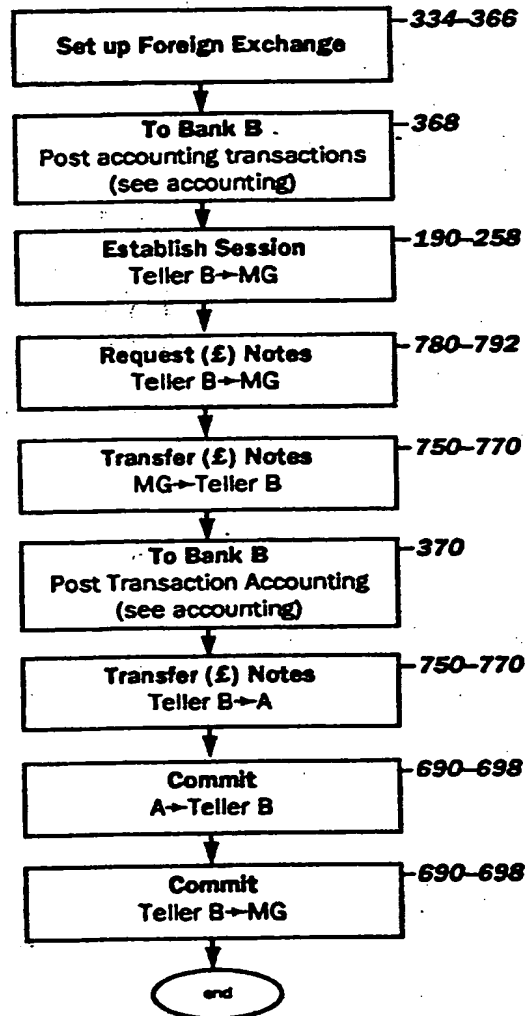 334–366
Set up Foreign Exchange
To Bank B
368
Post accounting transactions
(see accounting)
Establish Session
190–258
Teller B→MG
Request (£) Notes
780–792
Teller B→MG
Transfer (£) Notes
750–770
MG→Teller B
To Bank B
370
Post Transaction Accounting
(see accounting)
Transfer (£) Notes
750–770
Teller B→A
Commit
690–698
A→Teller B
Commit
690–698
Teller B→MG
end